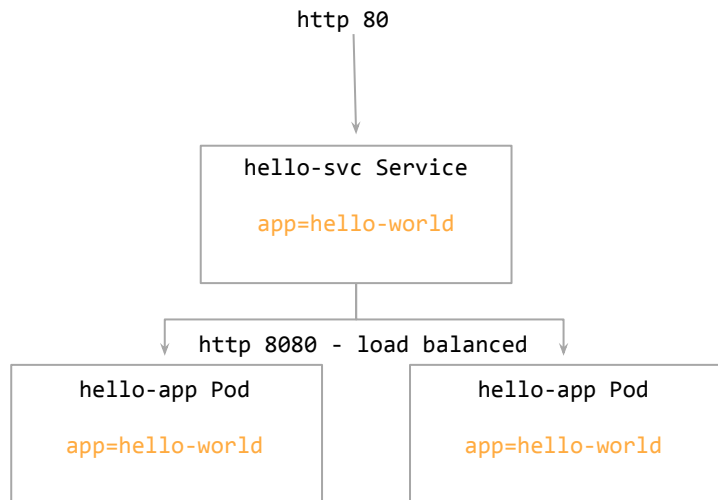 http 80
hello-svc Service
app=hello-world
http 8080 - load balanced
hello-app Pod
app=hello-world
hello-app Pod
app=hello-world